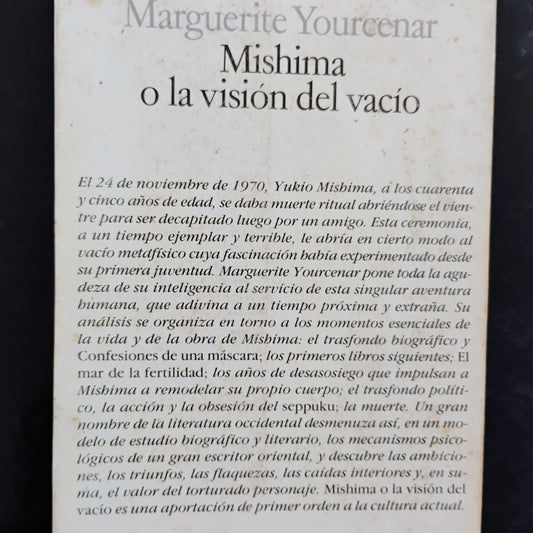 Marguerite Yourcenar
Mishima
o la visión del vacío
El 24 de noviembre de 1970, Yukio Mishima, a los cuarenta
y cinco años de edad, se daba muerte ritual abriéndose el vien-
tre para ser decapitado luego por un amigo. Esta ceremonia,
a un tiempo ejemplar y terrible, le abría en cierto modo al
vacío metafísico cuya fascinación había experimentado desde
su primera juventud. Marguerite Yourcenar pone toda la agu-
deza de su inteligencia al servicio de esta singular aventura
humana, que adivina a un tiempo próxima y extraña. Su
análisis se organiza en torno a los momentos esenciales de
la vida y de la obra de Mishima: el trasfondo biográfico y
Confesiones de una máscara; los primeros libros siguientes; El
mar de la fertilidad; los años de desasosiego que impulsan a
Mishima a remodelar su propio cuerpo; el trasfondo políti-
co, la acción y la obsesión del seppuku; la muerte. Un gran
nombre de la literatura occidental desmenuza así, en un mo-
delo de estudio biográfico y literario, los mecanismos psico-
lógicos de un gran escritor oriental, y descubre las ambicio-
nes, los triunfos, las flaquezas, las caídas interiores y, en su-
ma, el valor del torturado personaje. Mishima o la visión del
vacío es una aportación de primer orden a la cultura actual.